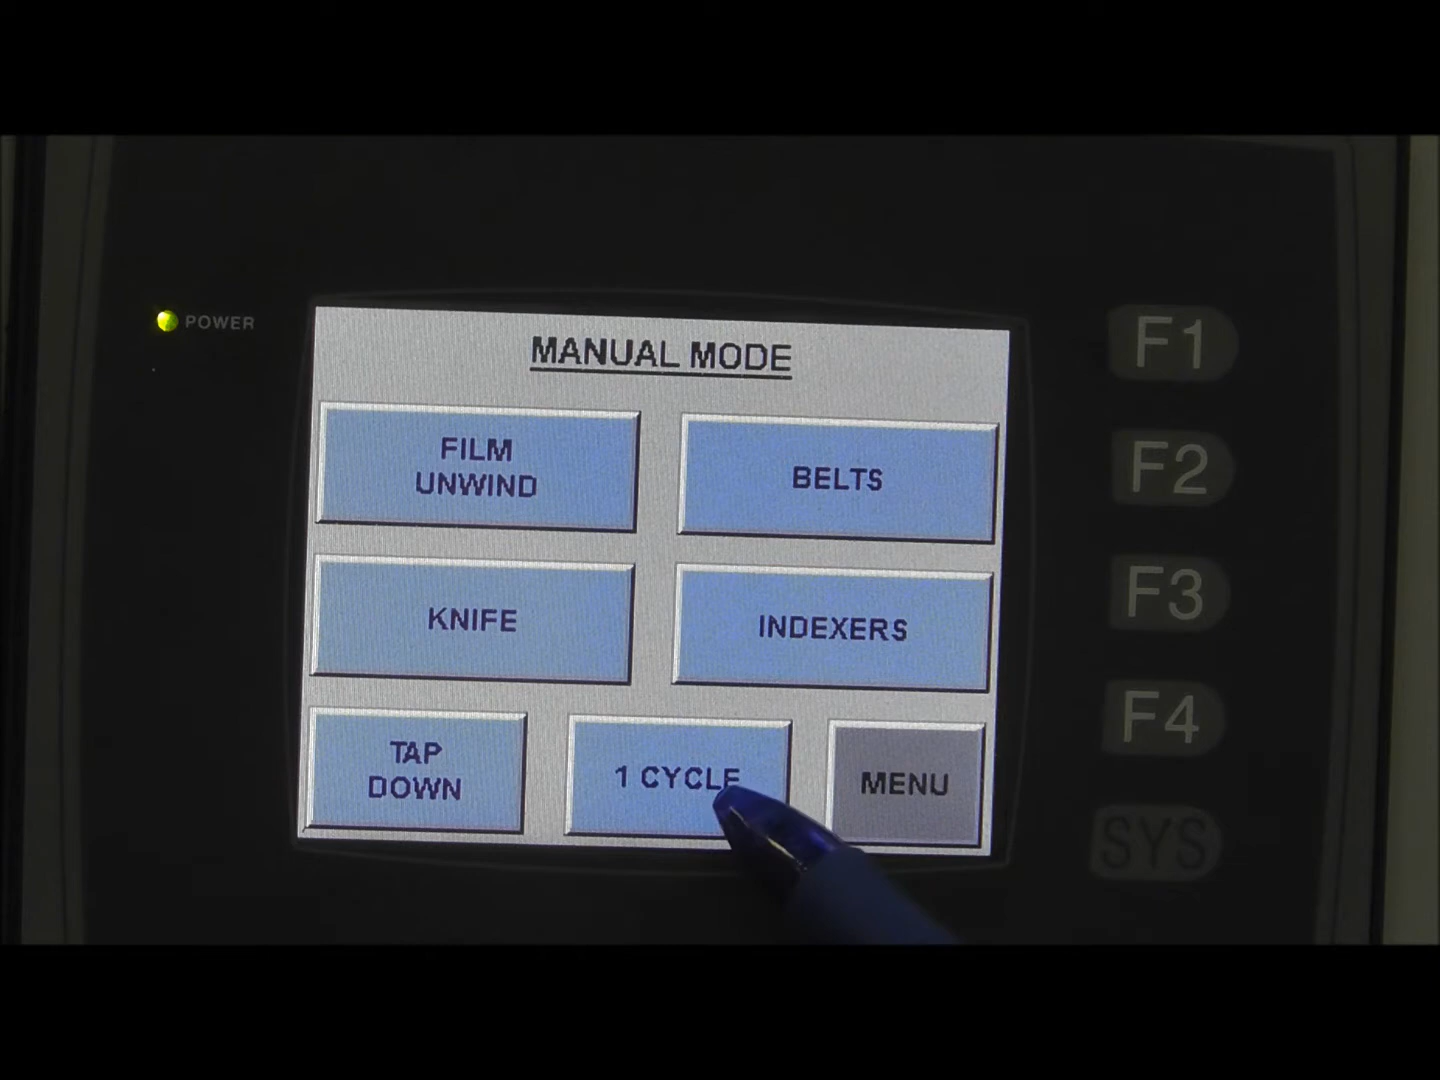 POWER
MANUAL MODE
FILM
UNWIND
BELTS
KNIFE
INDEXERS
TAP
DOWN
1 CYCLE
MENU
F1
F2
F3
F4
SYS